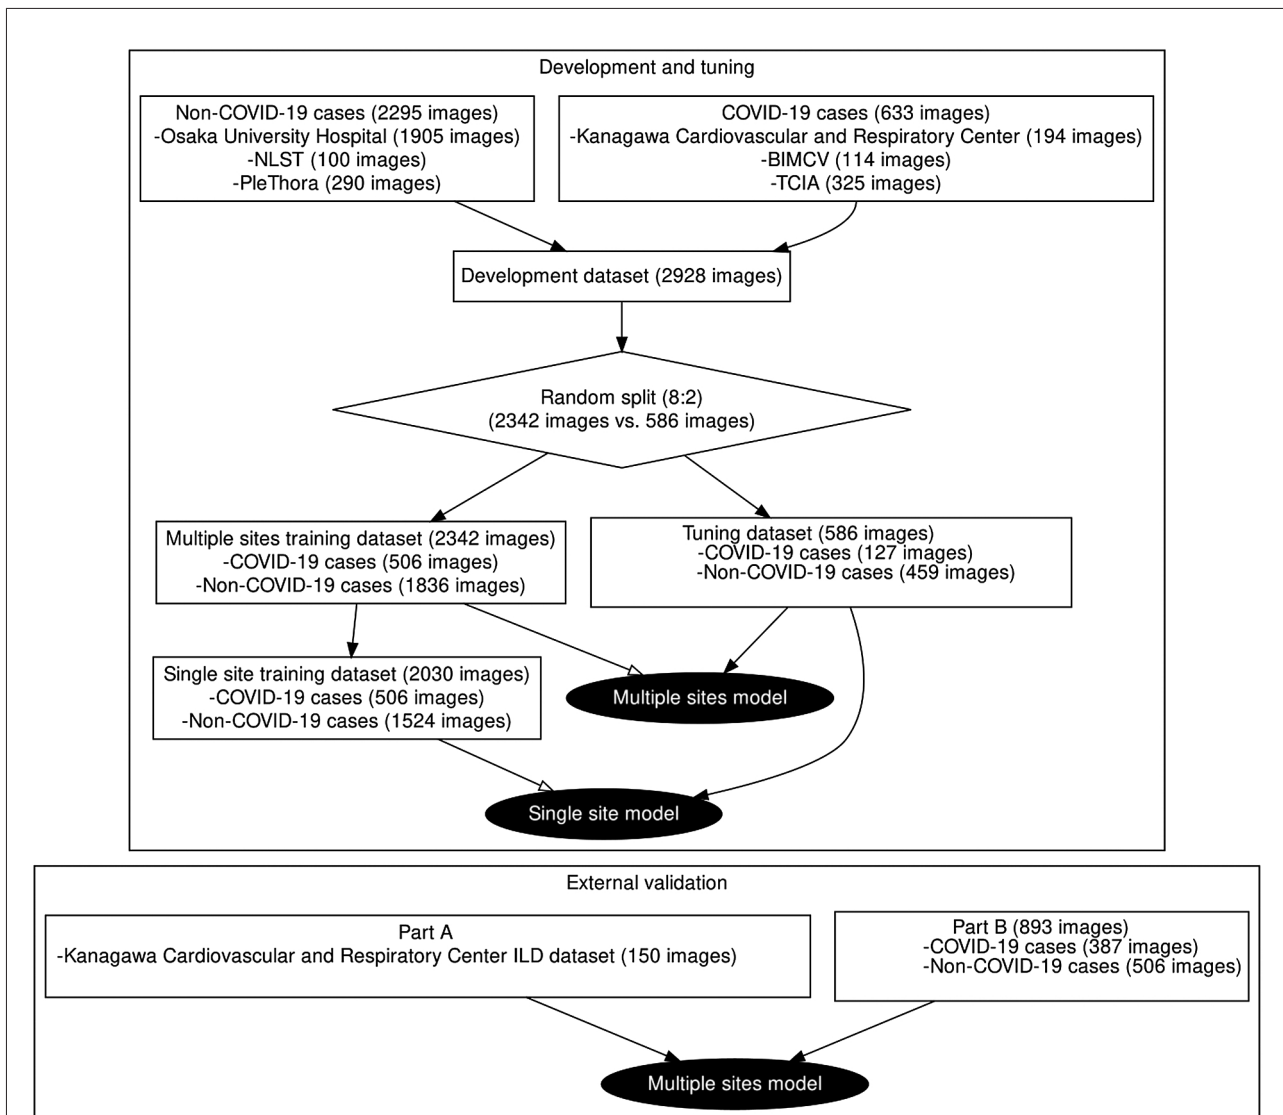 Development and tuning
Non-COVID-19 cases (2295 images)
-Osaka University Hospital (1905 images)
-NLST (100 images)
-PleThora (290 images)
COVID-19 cases (633 images)
-Kanagawa Cardiovascular and Respiratory Center (194 images)
-BIMCV (114 images)
-TCIA (325 images)
Development dataset (2928 images)
Random split (8:2)
(2342 images vs. 586 images)
Multiple sites training dataset (2342 images)
-COVID-19 cases (506 images)
-Non-COVID-19 cases (1836 images)
Tuning dataset (586 images)
-COVID-19 cases (127 images)
-Non-COVID-19 cases (459 images)
Single site training dataset (2030 images)
-COVID-19 cases (506 images)
-Non-COVID-19 cases (1524 images)
Multiple sites model
Single site model
External validation
Part A
-Kanagawa Cardiovascular and Respiratory Center ILD dataset (150 images)
Part B (893 images)
-COVID-19 cases (387 images)
-Non-COVID-19 cases (506 images)
Multiple sites model